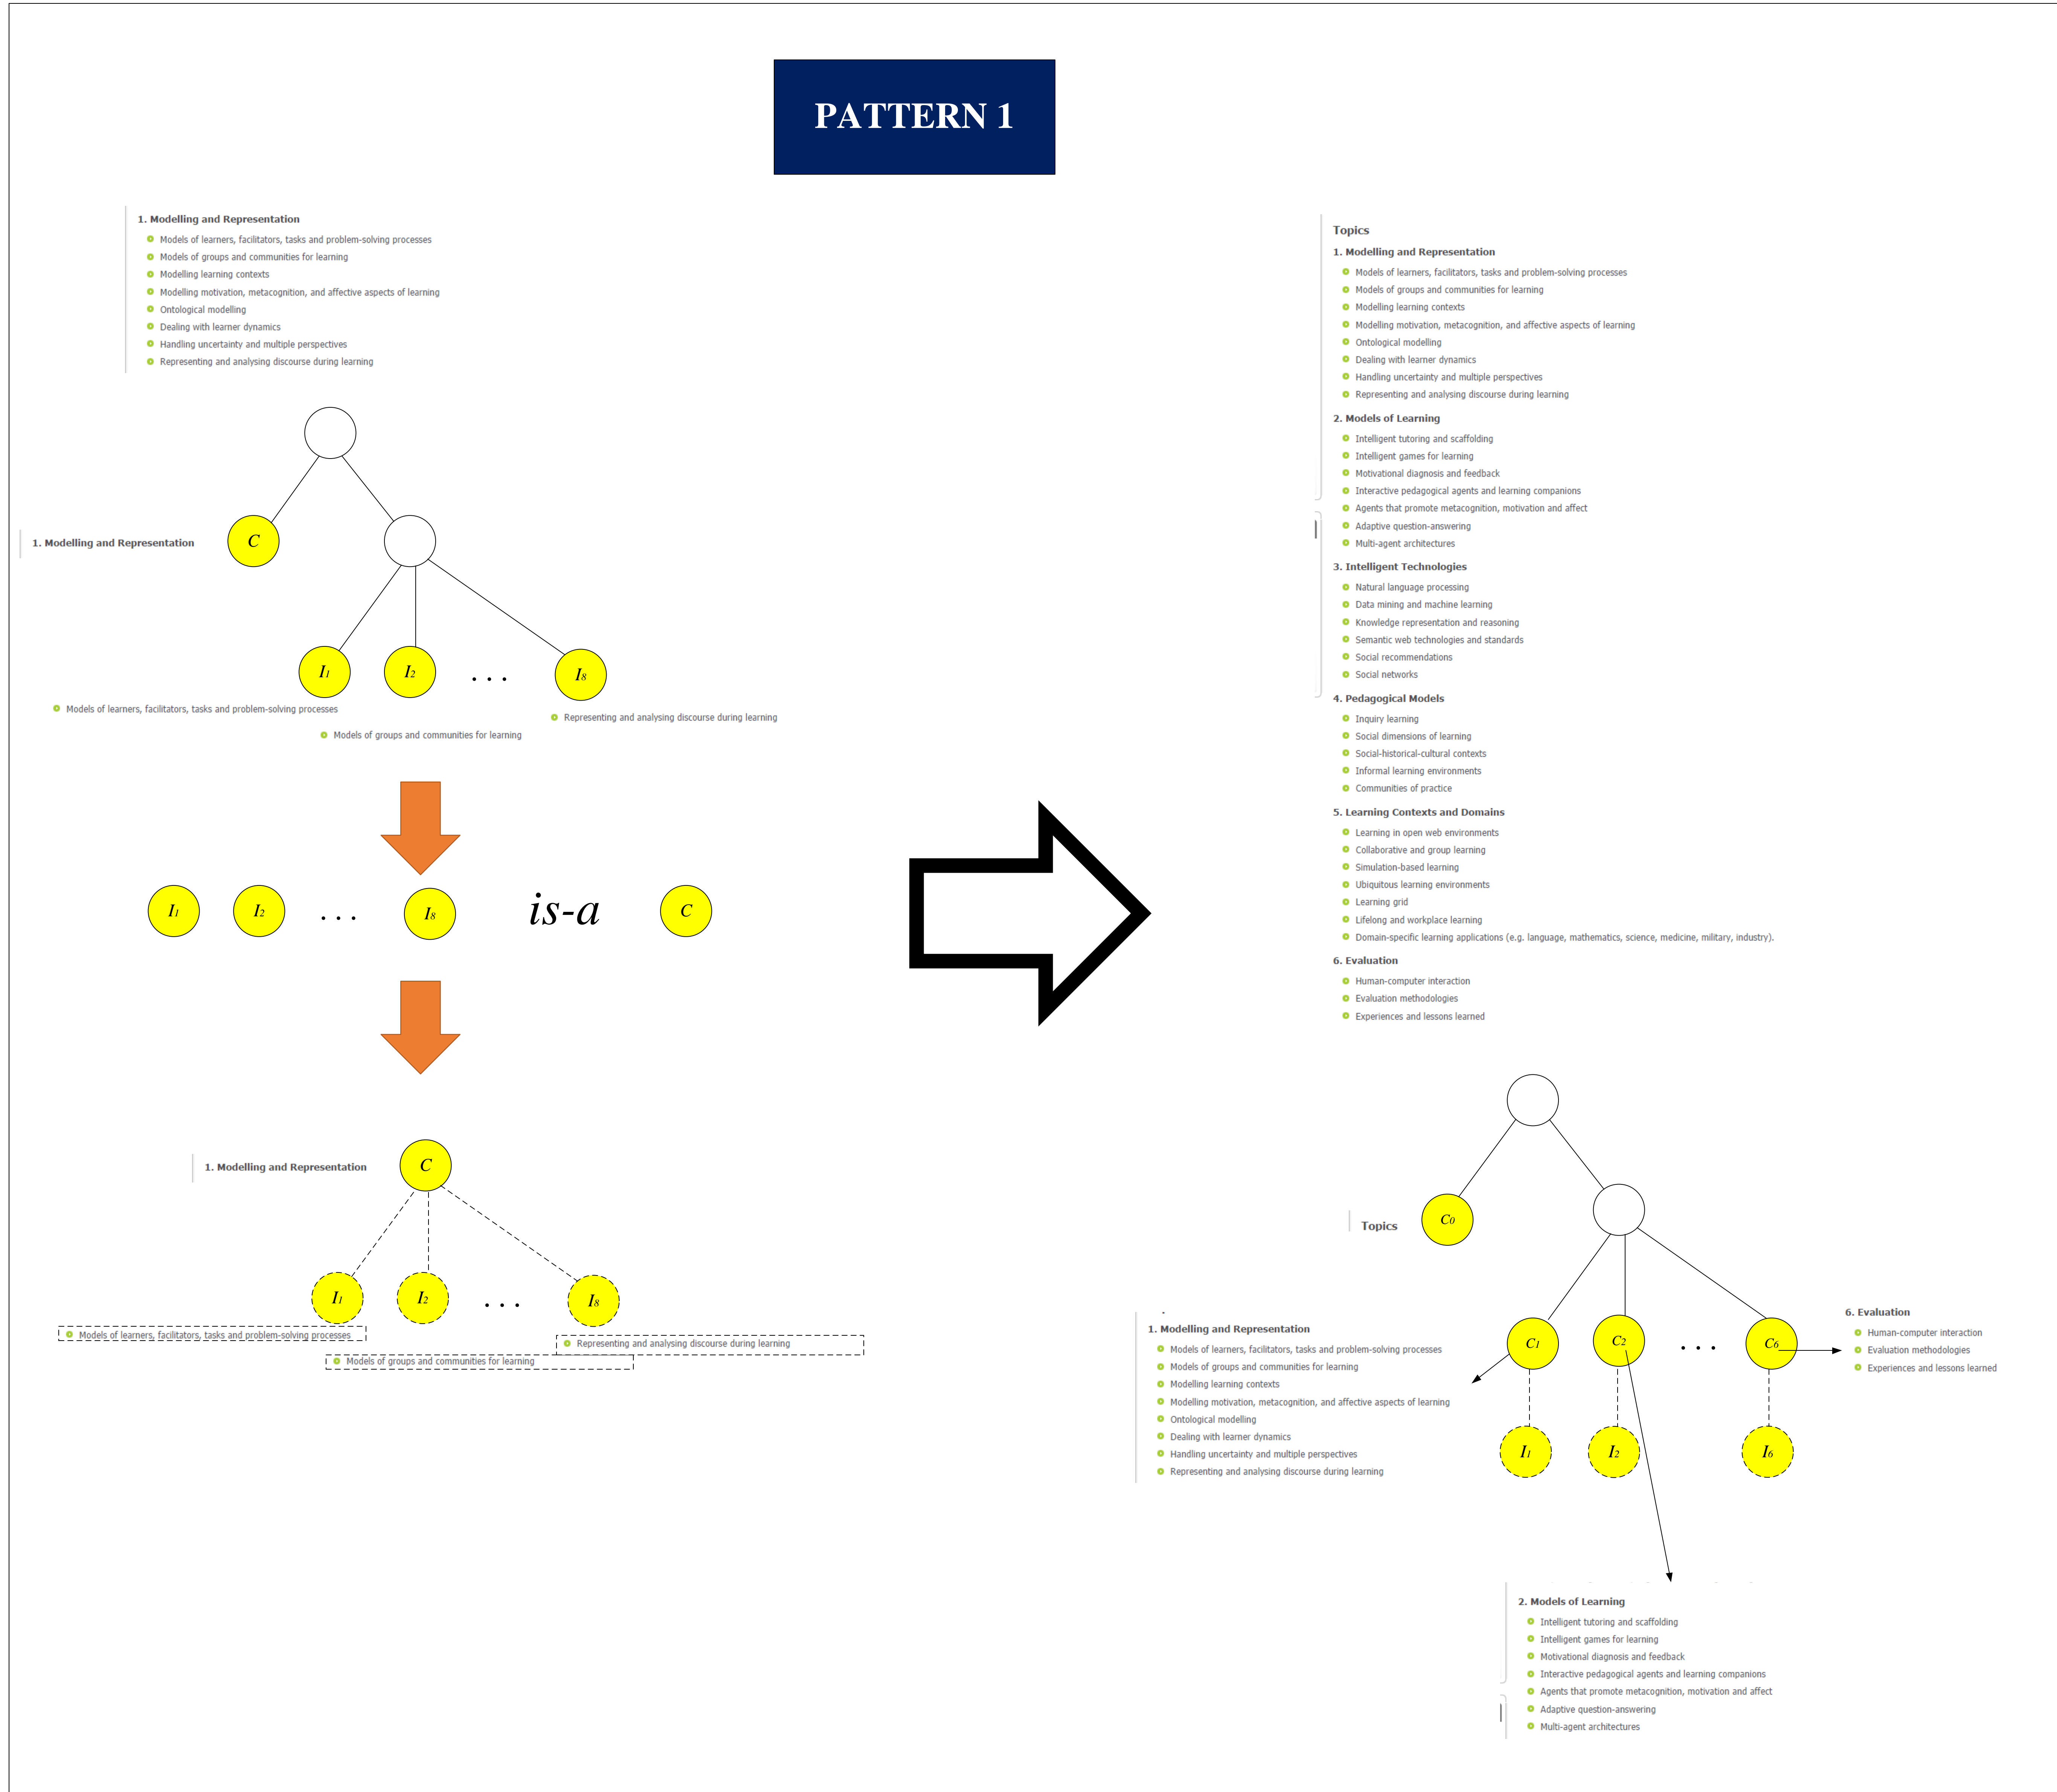 PATTERN 1
1. Modelling and Representation
Models of learners, facilitators, tasks and problem-solving processes
Models of groups and communities for learning
Modelling learning contexts
Modelling motivation, metacognition, and affective aspects of learning
Ontological modelling
Dealing with learner dynamics
Handling uncertainty and multiple perspectives
Representing and analysing discourse during learning
1. Modelling and Representation
C
I1
I2
. . .
I8
Models of learners, facilitators, tasks and problem-solving processes
Representing and analysing discourse during learning
Models of groups and communities for learning
I1
I2
. . .
I8
is-a
C
1. Modelling and Representation
C
I1
I2
. . .
I8
Models of learners, facilitators, tasks and problem-solving processes
Representing and analysing discourse during learning
Models of groups and communities for learning
Topics
1. Modelling and Representation
Models of learners, facilitators, tasks and problem-solving processes
Models of groups and communities for learning
Modelling learning contexts
Modelling motivation, metacognition, and affective aspects of learning
Ontological modelling
Dealing with learner dynamics
Handling uncertainty and multiple perspectives
Representing and analysing discourse during learning
2. Models of Learning
Intelligent tutoring and scaffolding
Intelligent games for learning
Motivational diagnosis and feedback
Interactive pedagogical agents and learning companions
Agents that promote metacognition, motivation and affect
Adaptive question-answering
Multi-agent architectures
3. Intelligent Technologies
Natural language processing
Data mining and machine learning
Knowledge representation and reasoning
Semantic web technologies and standards
Social recommendations
Social networks
4. Pedagogical Models
Inquiry learning
Social dimensions of learning
Social-historical-cultural contexts
Informal learning environments
Communities of practice
5. Learning Contexts and Domains
Learning in open web environments
Collaborative and group learning
Simulation-based learning
Ubiquitous learning environments
Learning grid
Lifelong and workplace learning
Domain-specific learning applications (e.g. language, mathematics, science, medicine, military, industry).
6. Evaluation
Human-computer interaction
Evaluation methodologies
Experiences and lessons learned
Topics
C0
C1
C2
. . .
C6
6. Evaluation
Human-computer interaction
Evaluation methodologies
Experiences and lessons learned
1. Modelling and Representation
Models of learners, facilitators, tasks and problem-solving processes
Models of groups and communities for learning
Modelling learning contexts
Modelling motivation, metacognition, and affective aspects of learning
Ontological modelling
Dealing with learner dynamics
Handling uncertainty and multiple perspectives
Representing and analysing discourse during learning
I1
I2
I6
2. Models of Learning
Intelligent tutoring and scaffolding
Intelligent games for learning
Motivational diagnosis and feedback
Interactive pedagogical agents and learning companions
Agents that promote metacognition, motivation and affect
Adaptive question-answering
Multi-agent architectures